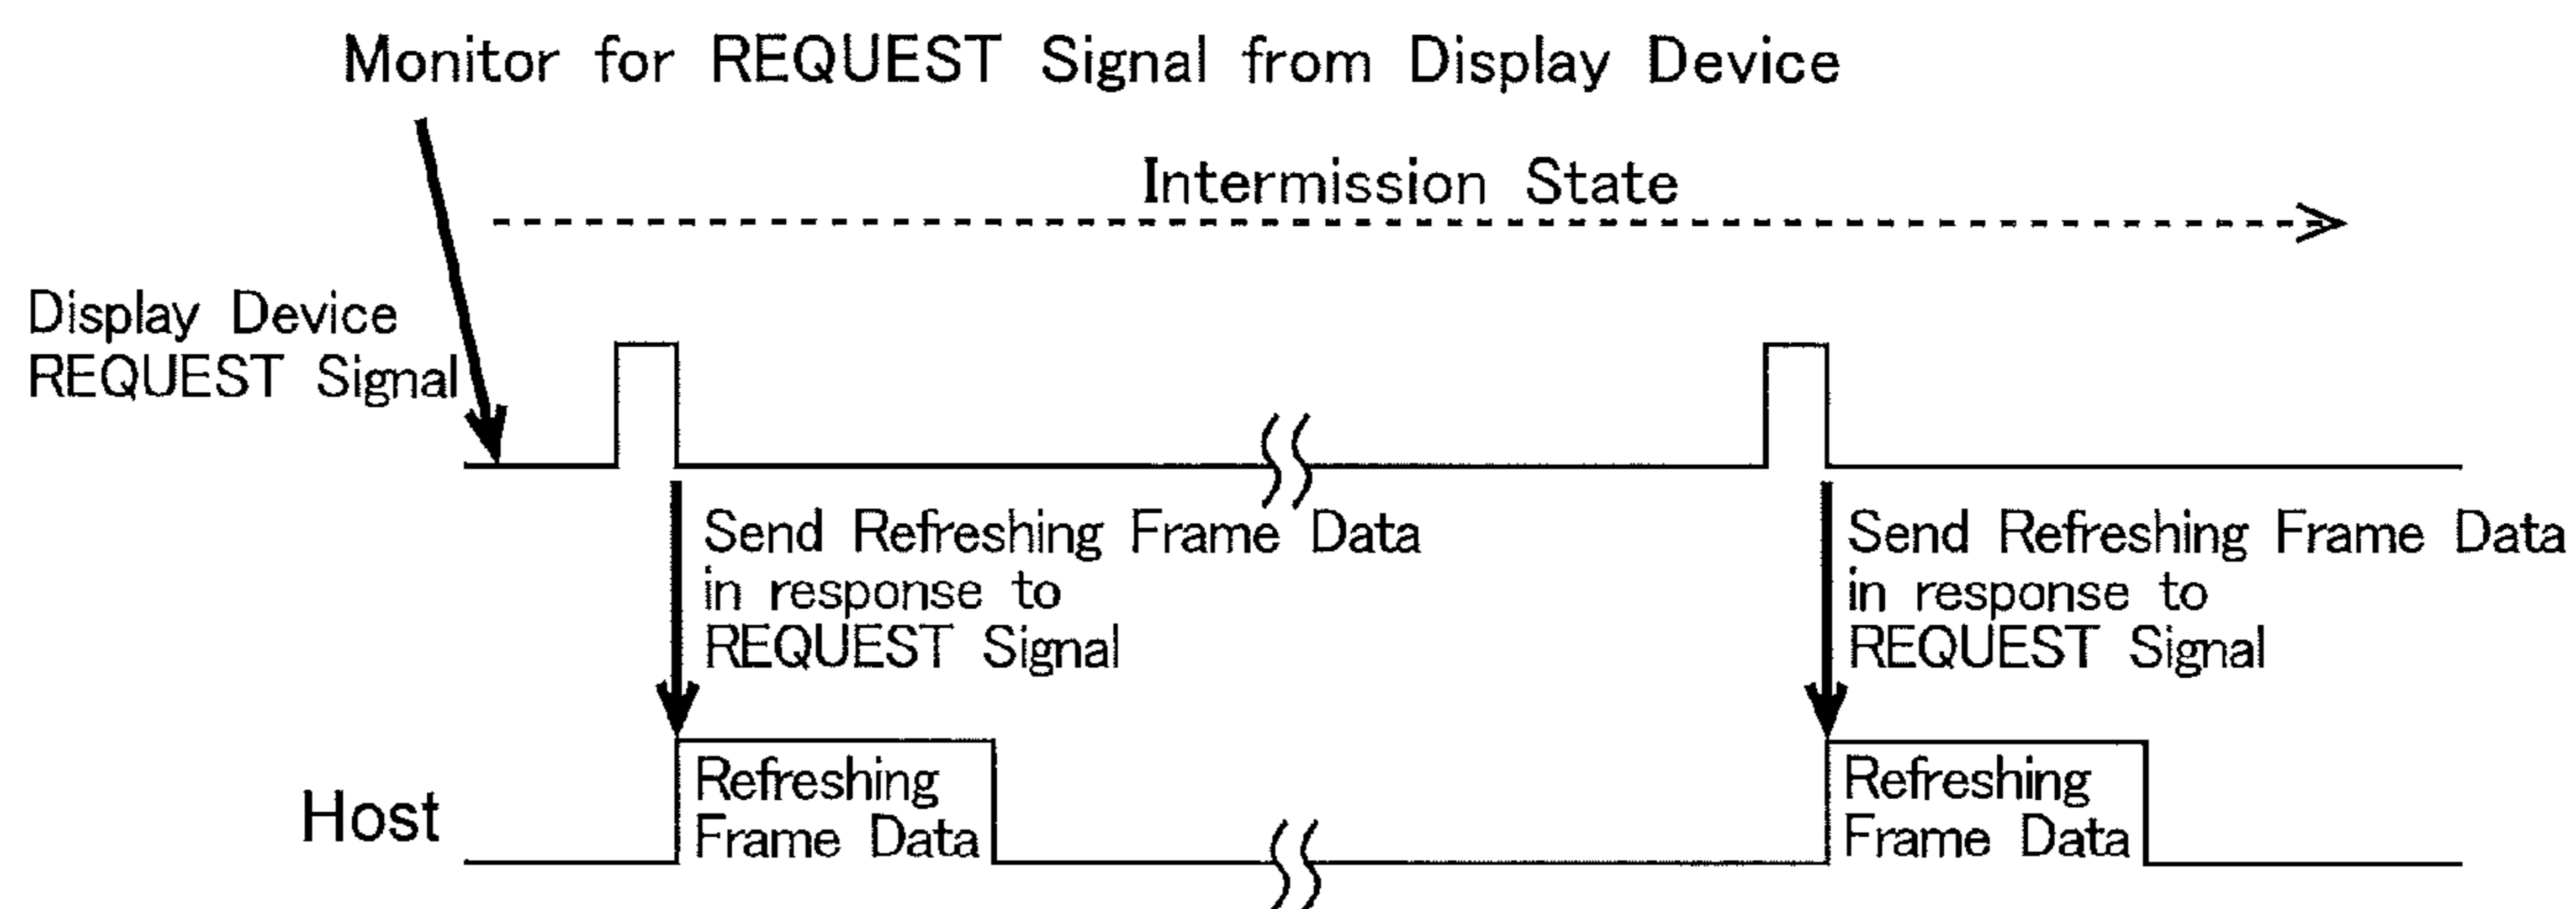 Monitor for REQUEST Signal from Display Device
Intermission State
Display Device
REQUEST Signal
Send Refreshing Frame Data
in response to
REQUEST Signal
Send Refreshing Frame Data
in response to
REQUEST Signal
Host
Refreshing
Frame Data
Refreshing
Frame Data